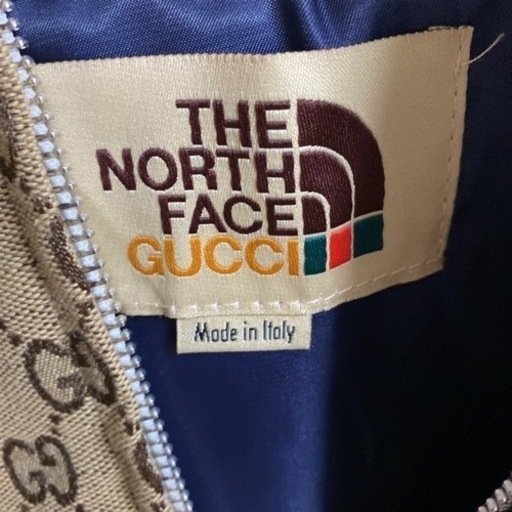 THE
NORTH
FACE
GUCCI
Made in Italy